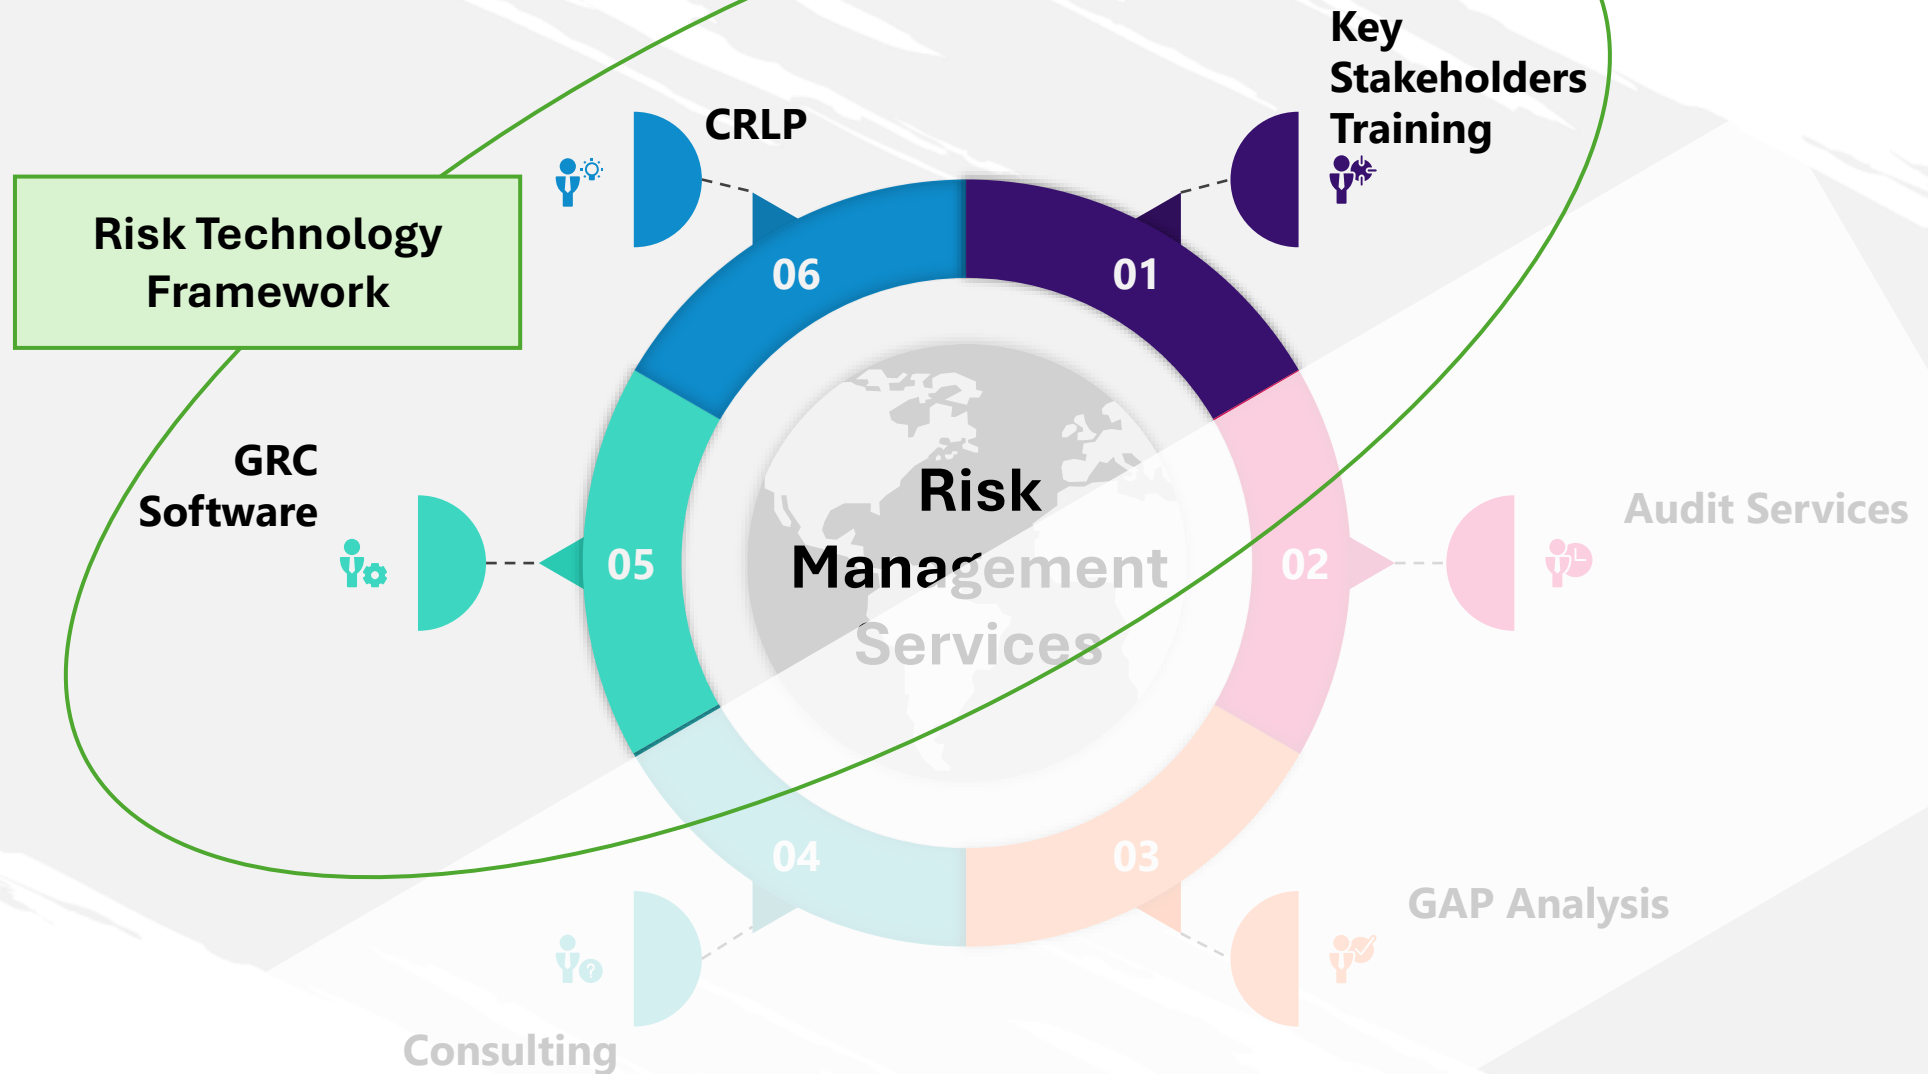 Key
Stakeholders
Training
CRLP
Risk Technology
Framework
06
01
GRC
Software
Risk
Management
Services
05
02
Audit Services
04
03
GAP Analysis
?
Consulting